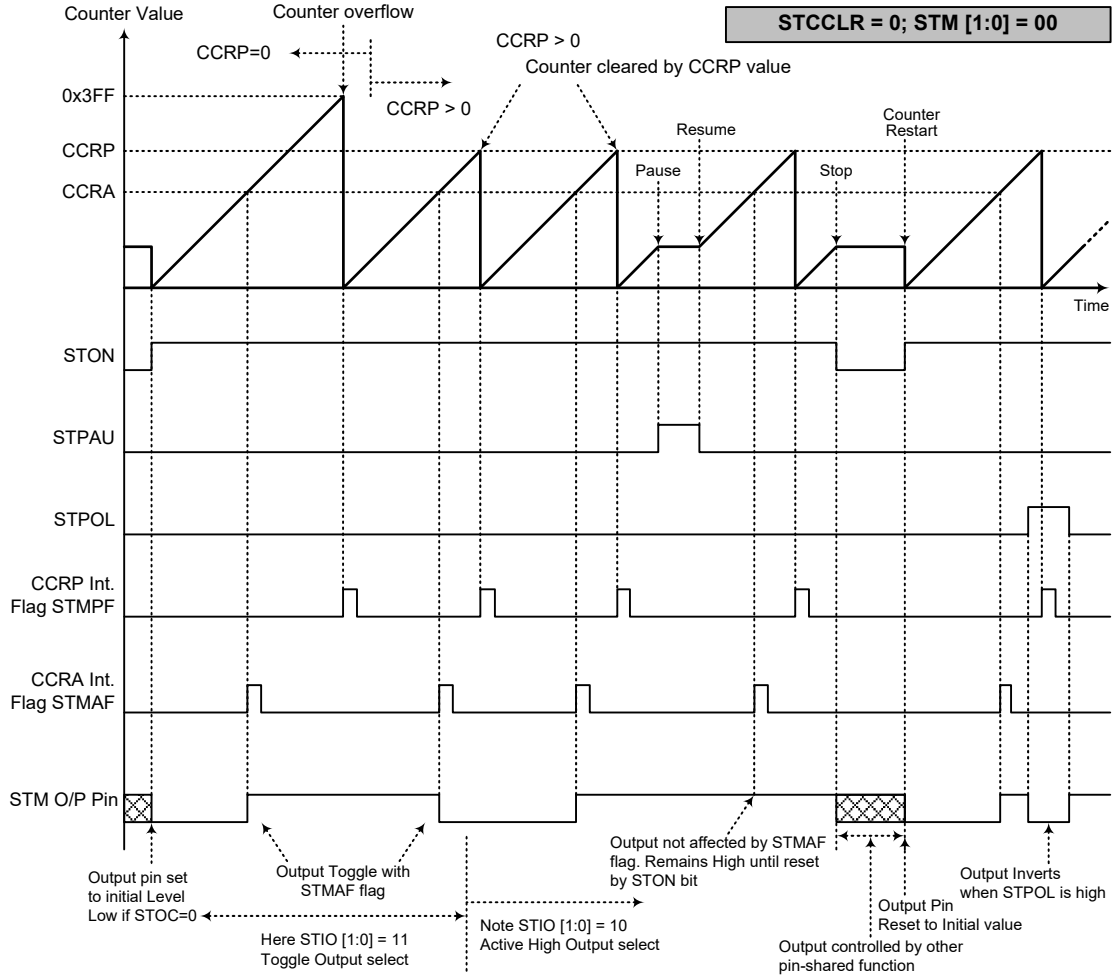 Counter Value
Counter overflow
STCCLR = 0; STM [1:0] = 00
CCRP=0
CCRP > 0
CCRP > 0
Counter cleared by CCRP value
0x3FF
CCRP
CCRA
Pause
Resume
Stop
Counter
Restart
Time
STON
STPAU
STPOL
CCRP Int.
Flag STMPF
CCRA Int.
Flag STMAF
STM O/P Pin
Output pin set
to initial Level
Low if STOC=0
Output Toggle with
STMAF flag
Here STIO [1:0] = 11
Toggle Output select
Note STIO [1:0] = 10
Active High Output select
Output not affected by STMAF
flag. Remains High until reset
by STON bit
Output controlled by other
pin-shared function
Output Pin
Reset to Initial value
Output Inverts
when STPOL is high